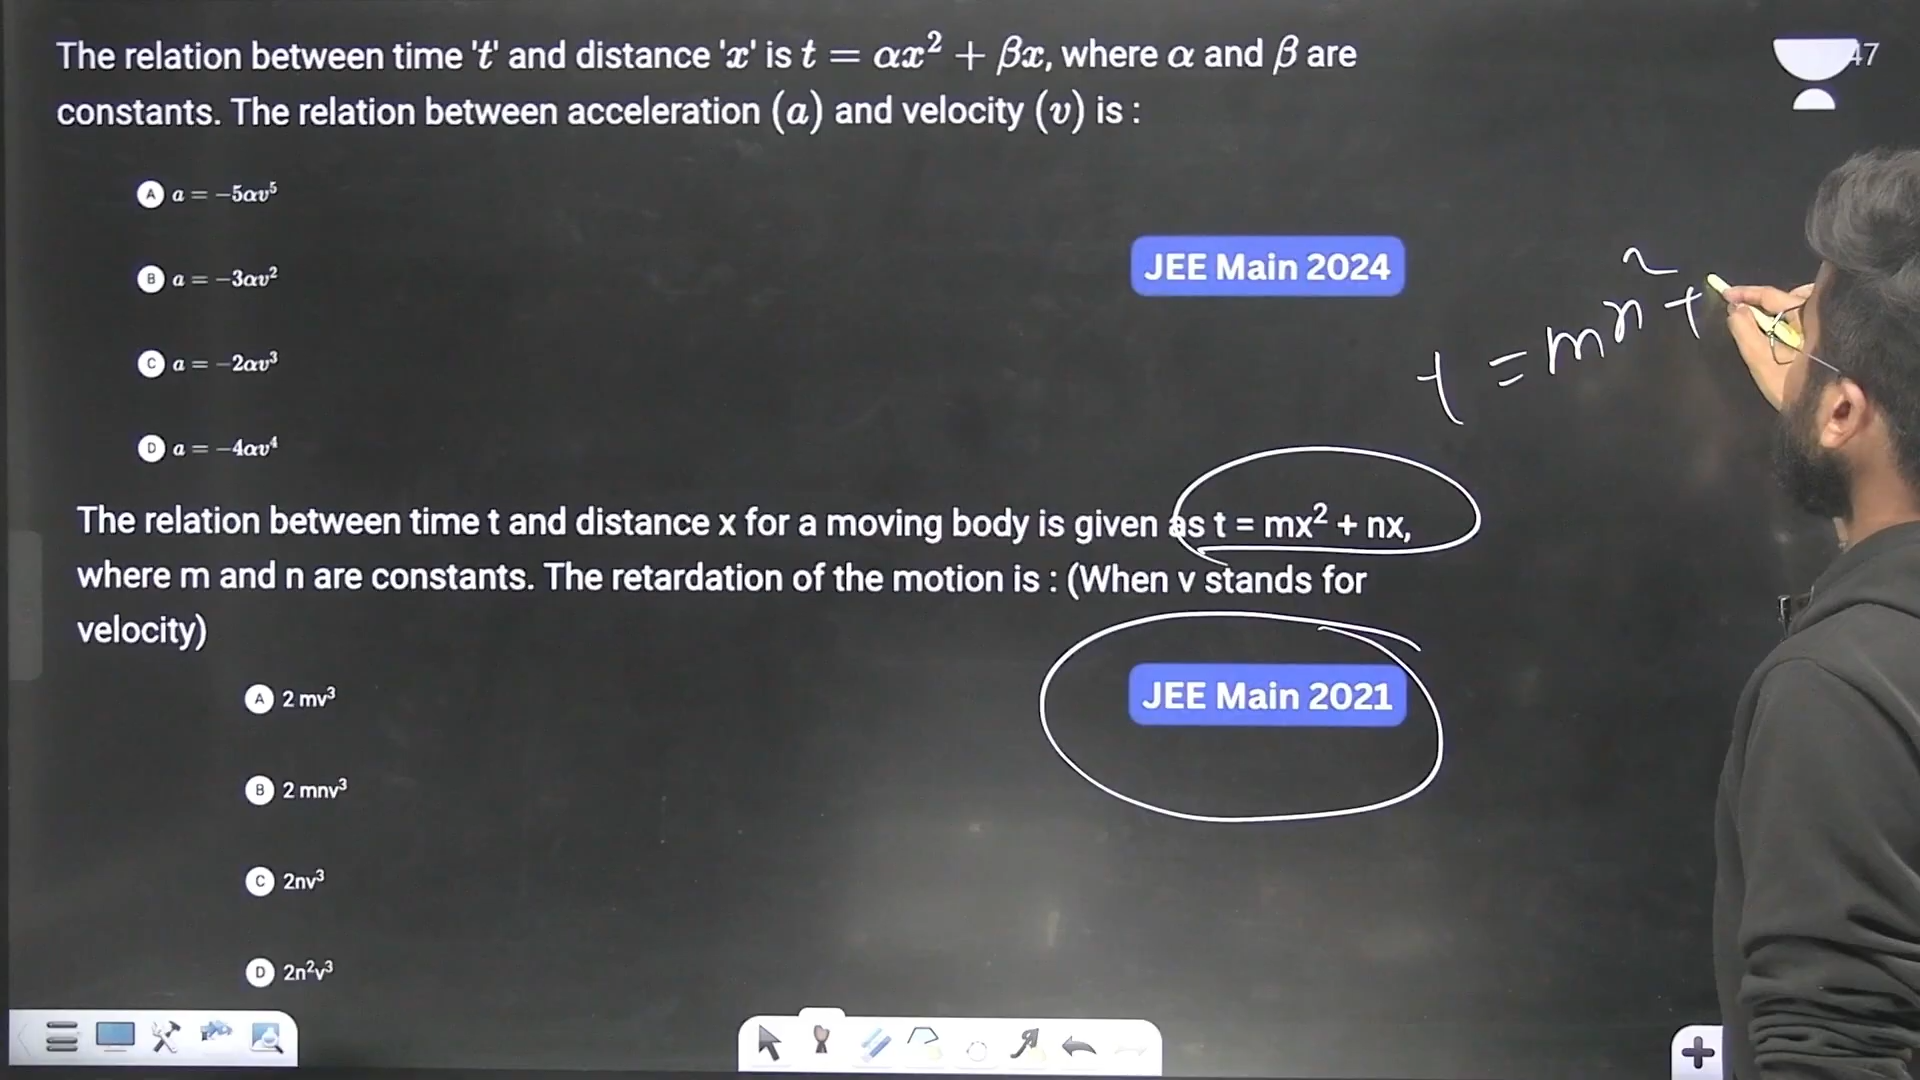 The relation between time 't' and distance 'x' is t = αx² + βx, where α and β are
constants. The relation between acceleration (a) and velocity (v) is :
47
A a = −5αv⁵
B a = −3αv²
JEE Main 2024
C a = −2αv³
D a = −4αv⁴
t = mx² +
The relation between time t and distance x for a moving body is given as t = mx² + nx,
where m and n are constants. The retardation of the motion is : (When v stands for
velocity)
JEE Main 2021
A 2 mv³
B 2 mnv³
C 2nv³
D 2n²v³